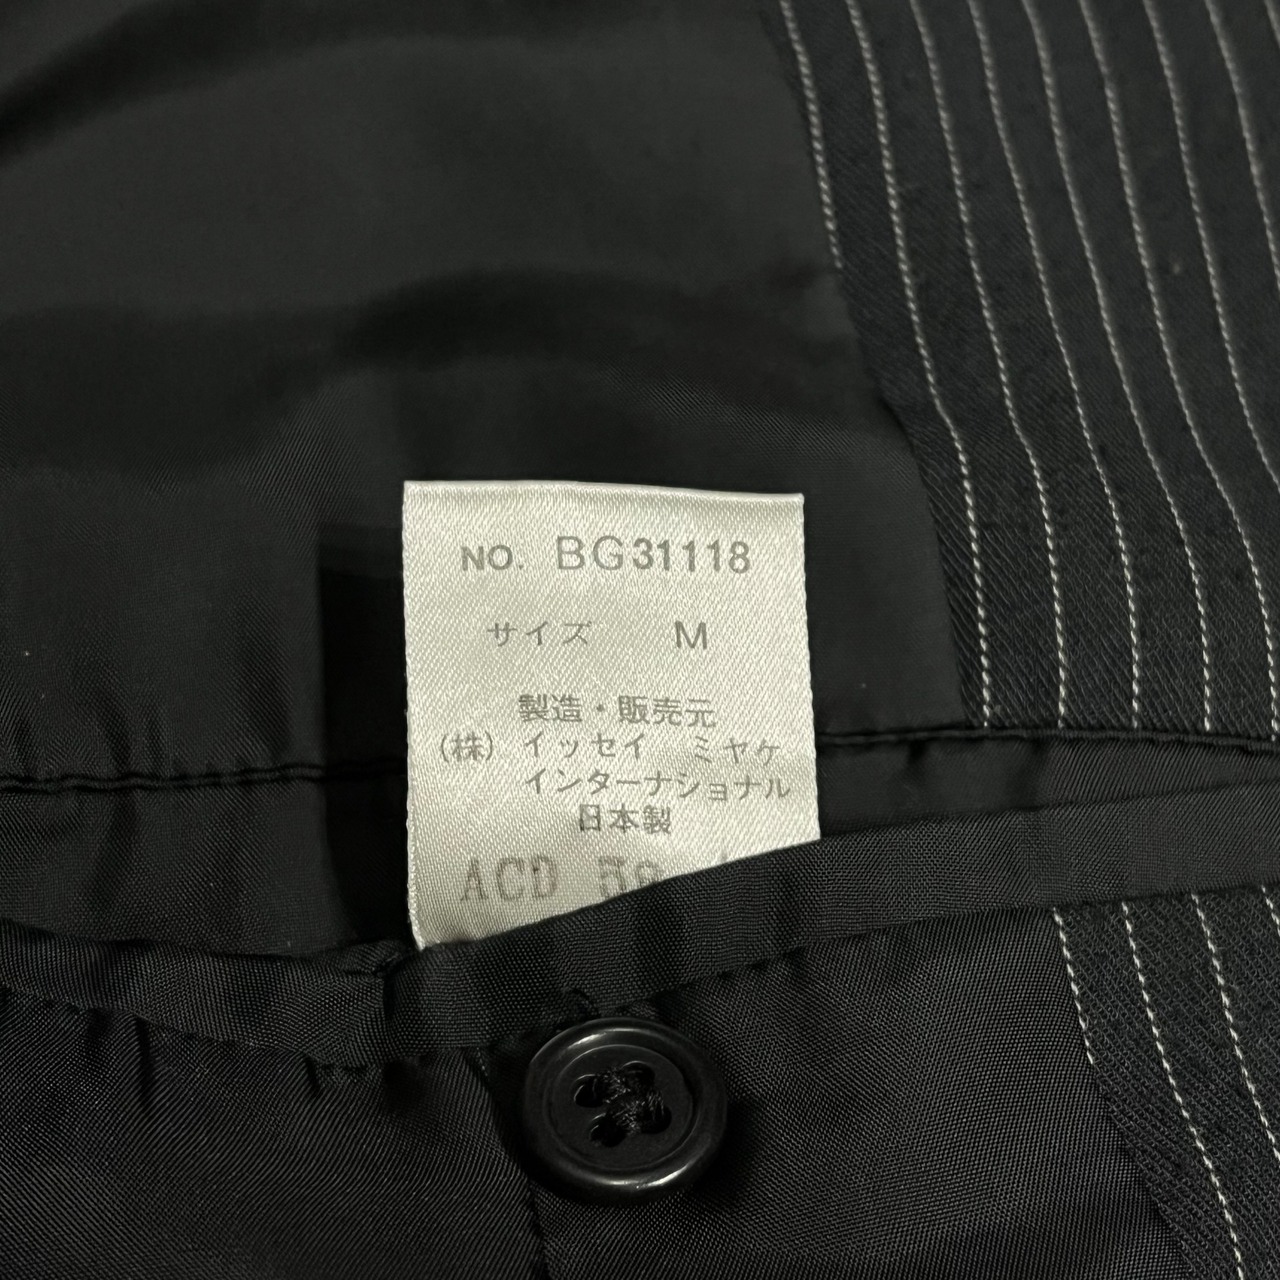 NO. BG31118
サイズ M
製造・販売元
(株) イッセイ ミヤケ
インターナショナル
日本製
ACD